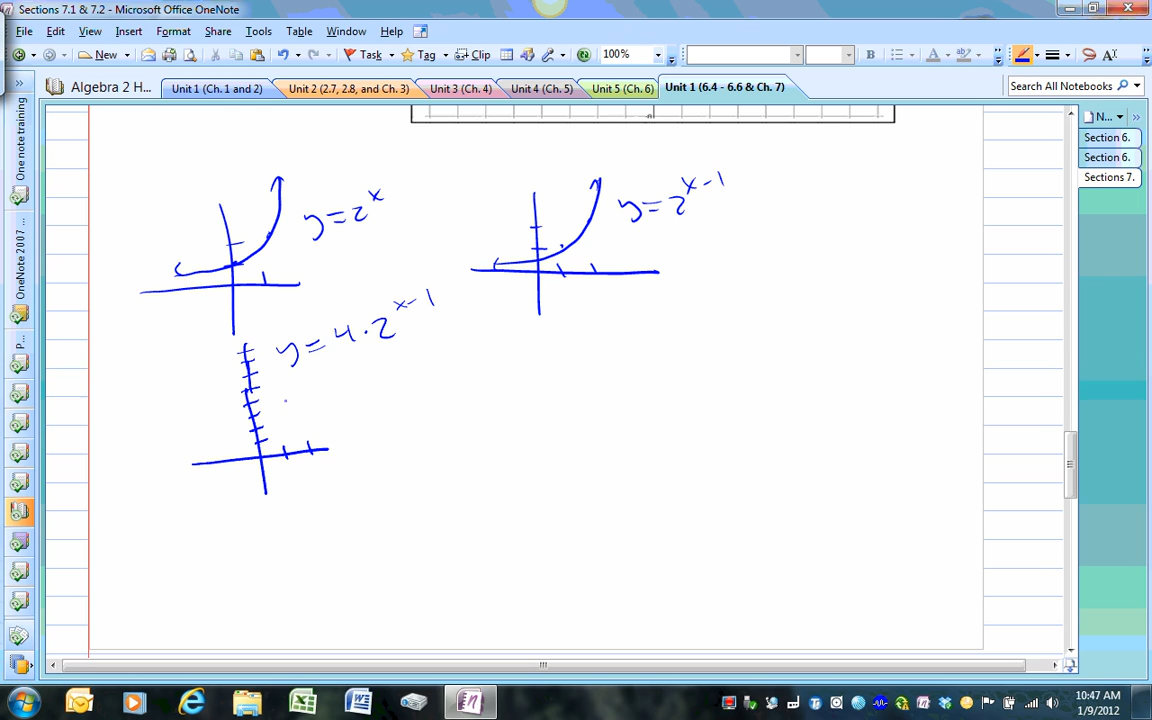 Sections 7.1 & 7.2 - Microsoft Office OneNote
File Edit View Insert Format Share Tools Table Window Help
New Task Tag Clip 100% B A ab
Algebra 2 H... Unit 1 (Ch. 1 and 2) Unit 2 (2.7, 2.8, and Ch. 3) Unit 3 (Ch. 4) Unit 4 (Ch. 5) Unit 5 (Ch. 6) Unit 1 (6.4 - 6.6 & Ch. 7) Search All Notebooks
One note training
OneNote 2007 ...
P...
N...
Section 6.
Section 6.
Sections 7.
y = 2^x
y = 2^(x-1)
y = 4 · 2^(x-1)
10:47 AM
1/9/2012